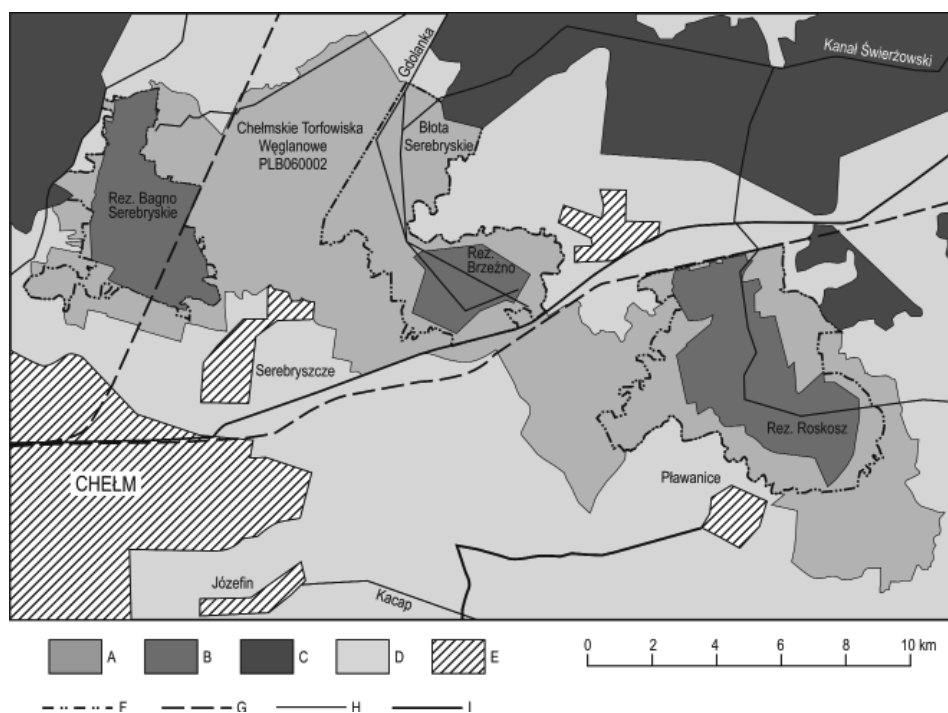 Kanał Świerżowski
Gdolanka
Chełmskie Torfowiska
Węglanowe
PLB060002
Błota
Serebryskie
Rez. Bagno
Serebryskie
Rez.
Brzeźno
Serebryszcze
Rez. Roskosz
Pławanice
CHEŁM
Józefin
Kacap
A
B
C
D
E
0
2
4
6
8
10 km
F
G
H
I